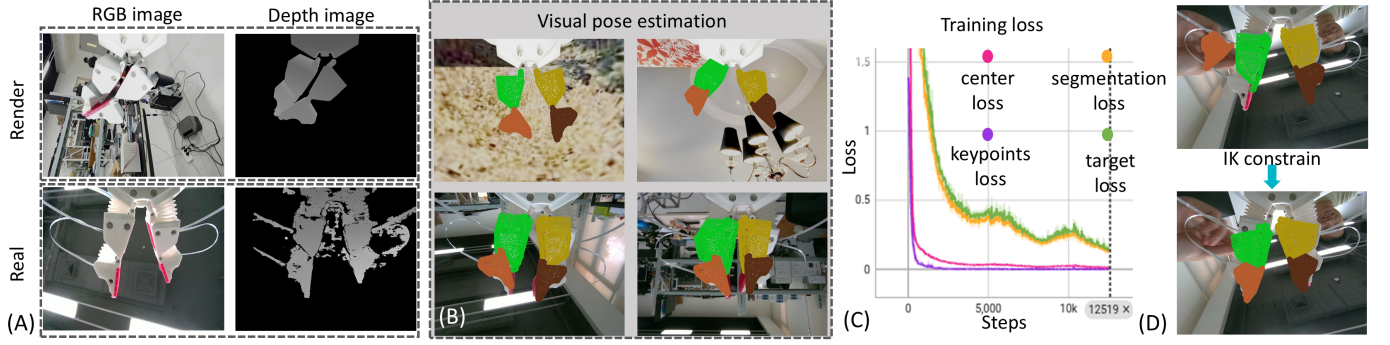 RGB image
Depth image
Render
Real
(A)
Visual pose estimation
(B)
Training loss
center
loss
segmentation
loss
keypoints
loss
target
loss
Loss
1.5
1
0.5
0
0
5,000
10k
12519 ×
Steps
(C)
IK constrain
(D)